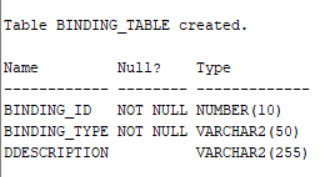 Table BINDING_TABLE created.
Name Null? Type
------------ -------- -------------
BINDING_ID NOT NULL NUMBER(10)
BINDING_TYPE NOT NULL VARCHAR2(50)
DDESCRIPTION VARCHAR2(255)